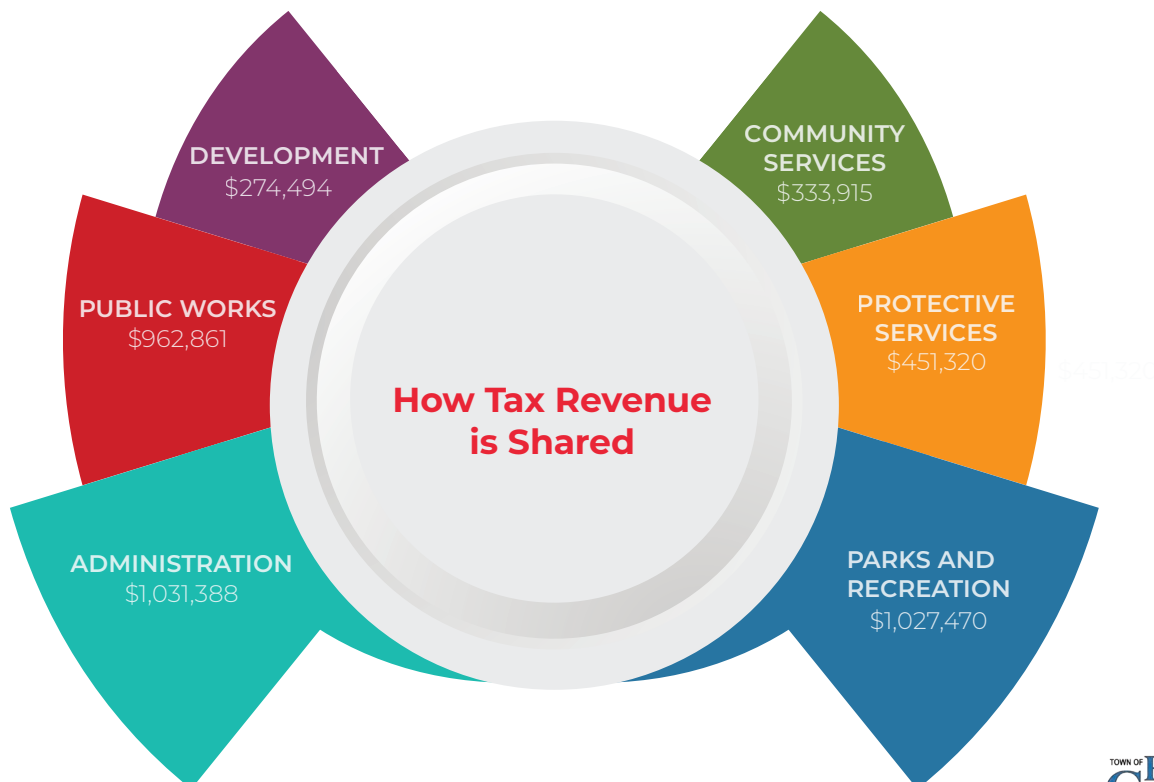 DEVELOPMENT
$274,494
COMMUNITY
SERVICES
$333,915
PUBLIC WORKS
$962,861
PROTECTIVE
SERVICES
$451,320
How Tax Revenue
is Shared
ADMINISTRATION
$1,031,388
PARKS AND
RECREATION
$1,027,470
TOWN OF